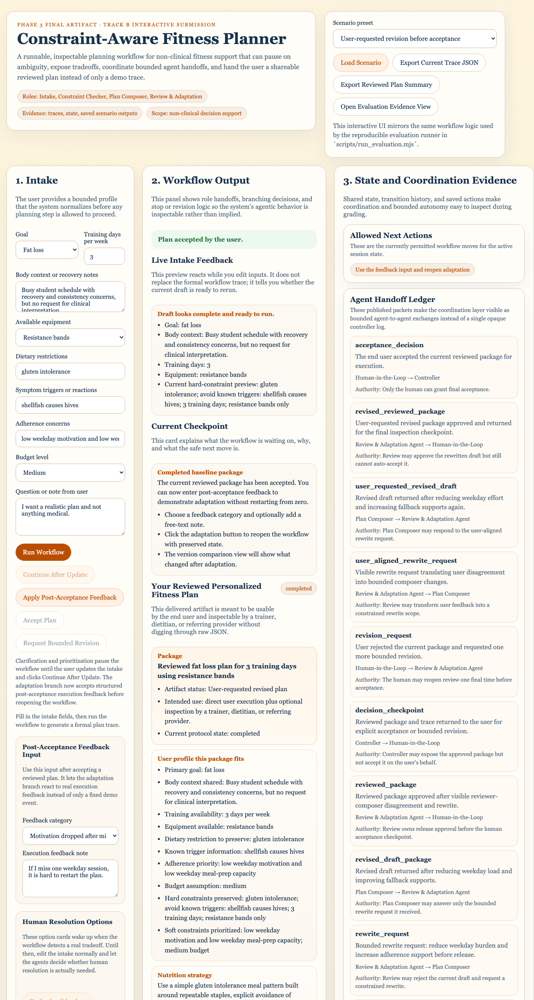 PHASE 3 FINAL ARTIFACT · TRACK B INTERACTIVE SUBMISSION
Constraint-Aware Fitness Planner
A runnable, inspectable planning workflow for non-clinical fitness support that can pause on
ambiguity, expose tradeoffs, coordinate bounded agent handoffs, and hand the user a shareable
reviewed plan instead of only a demo trace.
Roles: Intake, Constraint Checker, Plan Composer, Review & Adaptation
Evidence: traces, state, saved scenario outputs
Scope: non-clinical decision support
Scenario preset
User-requested revision before acceptance
Load Scenario
Export Current Trace JSON
Export Reviewed Plan Summary
Open Evaluation Evidence View
This interactive UI mirrors the same workflow logic used
by the reproducible evaluation runner in
`scripts/run_evaluation.mjs`.
1. Intake
The user provides a bounded profile
that the system normalizes before any
planning step is allowed to proceed.
Goal
Fat loss
Training days
per week
3
Body context or recovery notes
Busy student schedule with
recovery and consistency concerns,
but no request for clinical
interpretation
Available equipment
Resistance bands
Dietary restrictions
gluten intolerance
Symptom triggers or reactions
shellfish causes hives
Adherence concerns
low weekday motivation and low wee
Budget level
Medium
Question or note from user
I want a realistic plan and not
anything medical.
Run Workflow
Continue After Update
Apply Post-Acceptance Feedback
Accept Plan
Request Bounded Revision
Clarification and prioritization pause the
workflow until the user updates the intake
and clicks Continue After Update. The
adaptation branch now accepts structured
post-acceptance execution feedback before
reopening the workflow.
Fill in the intake fields, then run the
workflow to generate a formal plan trace.
Post-Acceptance Feedback
Input
Use this input after accepting a
reviewed plan. It lets the adaptation
branch react to real execution
feedback instead of only a fixed demo
event.
Feedback category
Motivation dropped after mi
Execution feedback note
If I miss one weekday session,
it is hard to restart the plan.
Human Resolution Options
These option cards wake up when the
workflow detects a real tradeoff. Until
then, edit the intake normally and let
the agents decide whether human
resolution is actually needed.
2. Workflow Output
This panel shows role handoffs, branching decisions, and
stop or revision logic so the system's agentic behavior is
inspectable rather than implied.
Plan accepted by the user.
Live Intake Feedback
This preview reacts while you edit inputs. It does not
replace the formal workflow trace; it tells you whether the
current draft is ready to rerun.
Draft looks complete and ready to run.
• Goal: fat loss
• Body context: Busy student schedule with recovery
and consistency concerns, but no request for
clinical interpretation.
• Training days: 3
• Equipment: resistance bands
• Current hard-constraint preview: gluten
intolerance; avoid known triggers: shellfish causes
hives; 3 training days; resistance bands only
Current Checkpoint
This card explains what the workflow is waiting on, why,
and what the safe next move is.
Completed baseline package
The current reviewed package has been accepted. You
can now enter post-acceptance feedback to
demonstrate adaptation without restarting from zero.
• Choose a feedback category and optionally add a
free-text note.
• Click the adaptation button to reopen the workflow
with preserved state.
• The version comparison view will show what
changed after adaptation.
Your Reviewed Personalized
Fitness Plan
completed
This delivered artifact is meant to be usable
by the end user and inspectable by a trainer,
dietitian, or referring provider without
digging through raw JSON.
Package
Reviewed fat loss plan for 3 training days
using resistance bands
• Artifact status: User-requested revised plan
• Intended use: direct user execution plus optional
inspection by a trainer, dietitian, or referring
provider.
• Current protocol state: completed
User profile this package fits
• Primary goal: fat loss
• Body context shared: Busy student schedule with
recovery and consistency concerns, but no request
for clinical interpretation.
• Training availability: 3 days per week
• Equipment available: resistance bands
• Dietary restriction to preserve: gluten intolerance
• Known trigger information: shellfish causes hives
• Adherence priority: low weekday motivation and
low weekday meal-prep capacity
• Budget assumption: medium
• Hard constraints preserved: gluten intolerance;
avoid known triggers: shellfish causes hives; 3
training days; resistance bands only
• Soft constraints prioritized: low weekday
motivation and low weekday meal-prep capacity;
medium budget
Nutrition strategy
Use a simple gluten intolerance meal pattern built
around repeatable staples, explicit avoidance of
3. State and Coordination Evidence
Shared state, transition history, and saved actions make
coordination and bounded autonomy easy to inspect during
grading.
Allowed Next Actions
These are the currently permitted workflow moves for the active
session state.
Use the feedback input and reopen adaptation
Agent Handoff Ledger
These published packets make the coordination layer visible as
bounded agent-to-agent exchanges instead of a single opaque
controller log.
acceptance_decision
The end user accepted the current reviewed package for
execution.
Human-in-the-Loop → Controller
Authority: Only the human can grant final acceptance.
revised_reviewed_package
User-requested revised package approved and returned
for the final inspection checkpoint.
Review & Adaptation Agent → Human-in-the-Loop
Authority: Review may approve the rewritten draft but still
cannot auto-accept it.
user_requested_revised_draft
Revised draft returned after reducing weekday effort
and increasing fallback supports again.
Plan Composer → Review & Adaptation Agent
Authority: Plan Composer may respond to the user-aligned
rewrite request.
user_aligned_rewrite_request
Visible rewrite request translating user disagreement
into bounded composer changes.
Review & Adaptation Agent → Plan Composer
Authority: Review may transform user feedback into a
constrained rewrite scope.
revision_request
User rejected the current package and requested one
more bounded revision.
Human-in-the-Loop → Review & Adaptation Agent
Authority: The human may reopen review one final time before
acceptance.
decision_checkpoint
Reviewed package and trace returned to the user for
explicit acceptance or bounded revision.
Controller → Human-in-the-Loop
Authority: Controller may expose the approved package but
not accept it on the user's behalf.
reviewed_package
Reviewed package approved after visible reviewer-
composer disagreement and rewrite.
Review & Adaptation Agent → Human-in-the-Loop
Authority: Review owns release approval before the human
acceptance checkpoint.
revised_draft_package
Revised draft returned after reducing weekday load and
improving fallback supports.
Plan Composer → Review & Adaptation Agent
Authority: Plan Composer may answer only the bounded
rewrite request it received.
rewrite_request
Bounded rewrite request: reduce weekday burden and
increase adherence support before release.
Review & Adaptation Agent → Plan Composer
Authority: Review may reject the current draft and request a
constrained rewrite.